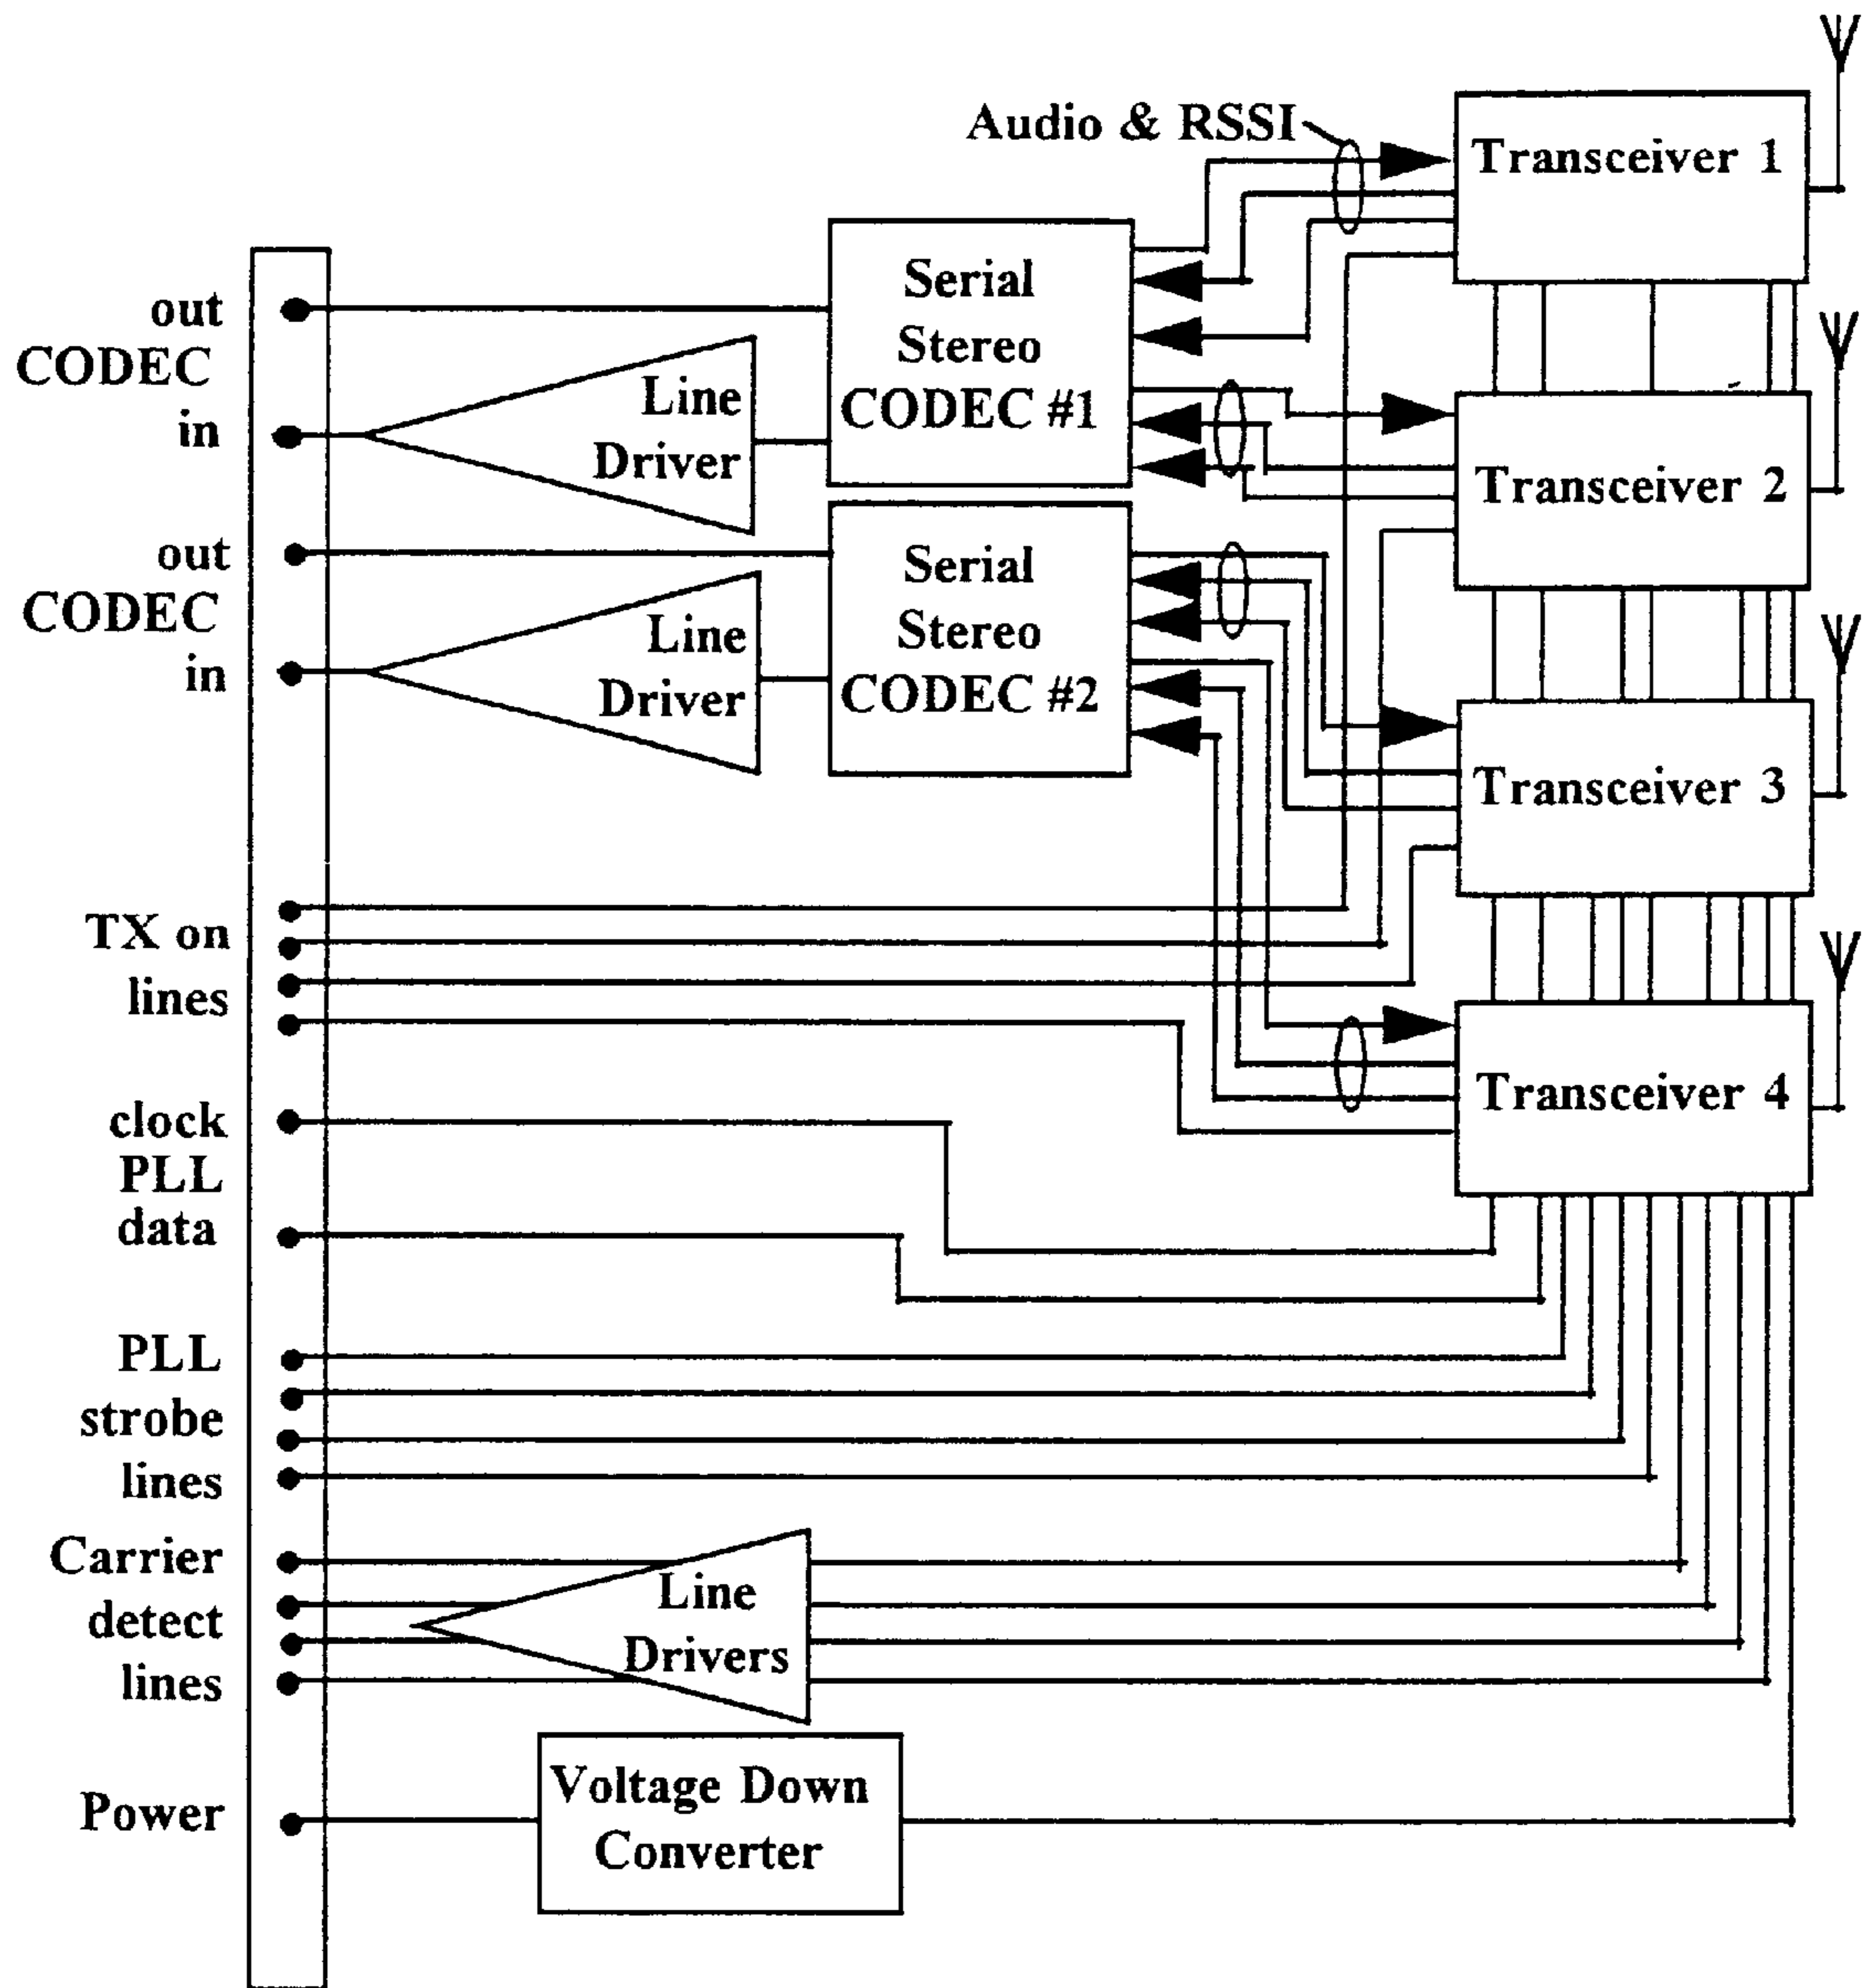 Audio & RSSI
Transceiver 1
Serial
Stereo
CODEC #1
out
CODEC
in
Line
Driver
Transceiver 2
Serial
Stereo
CODEC #2
out
CODEC
in
Line
Driver
Transceiver 3
TX on
lines
Transceiver 4
clock
PLL
data
PLL
strobe
lines
Carrier
detect
lines
Line
Drivers
Power
Voltage Down
Converter